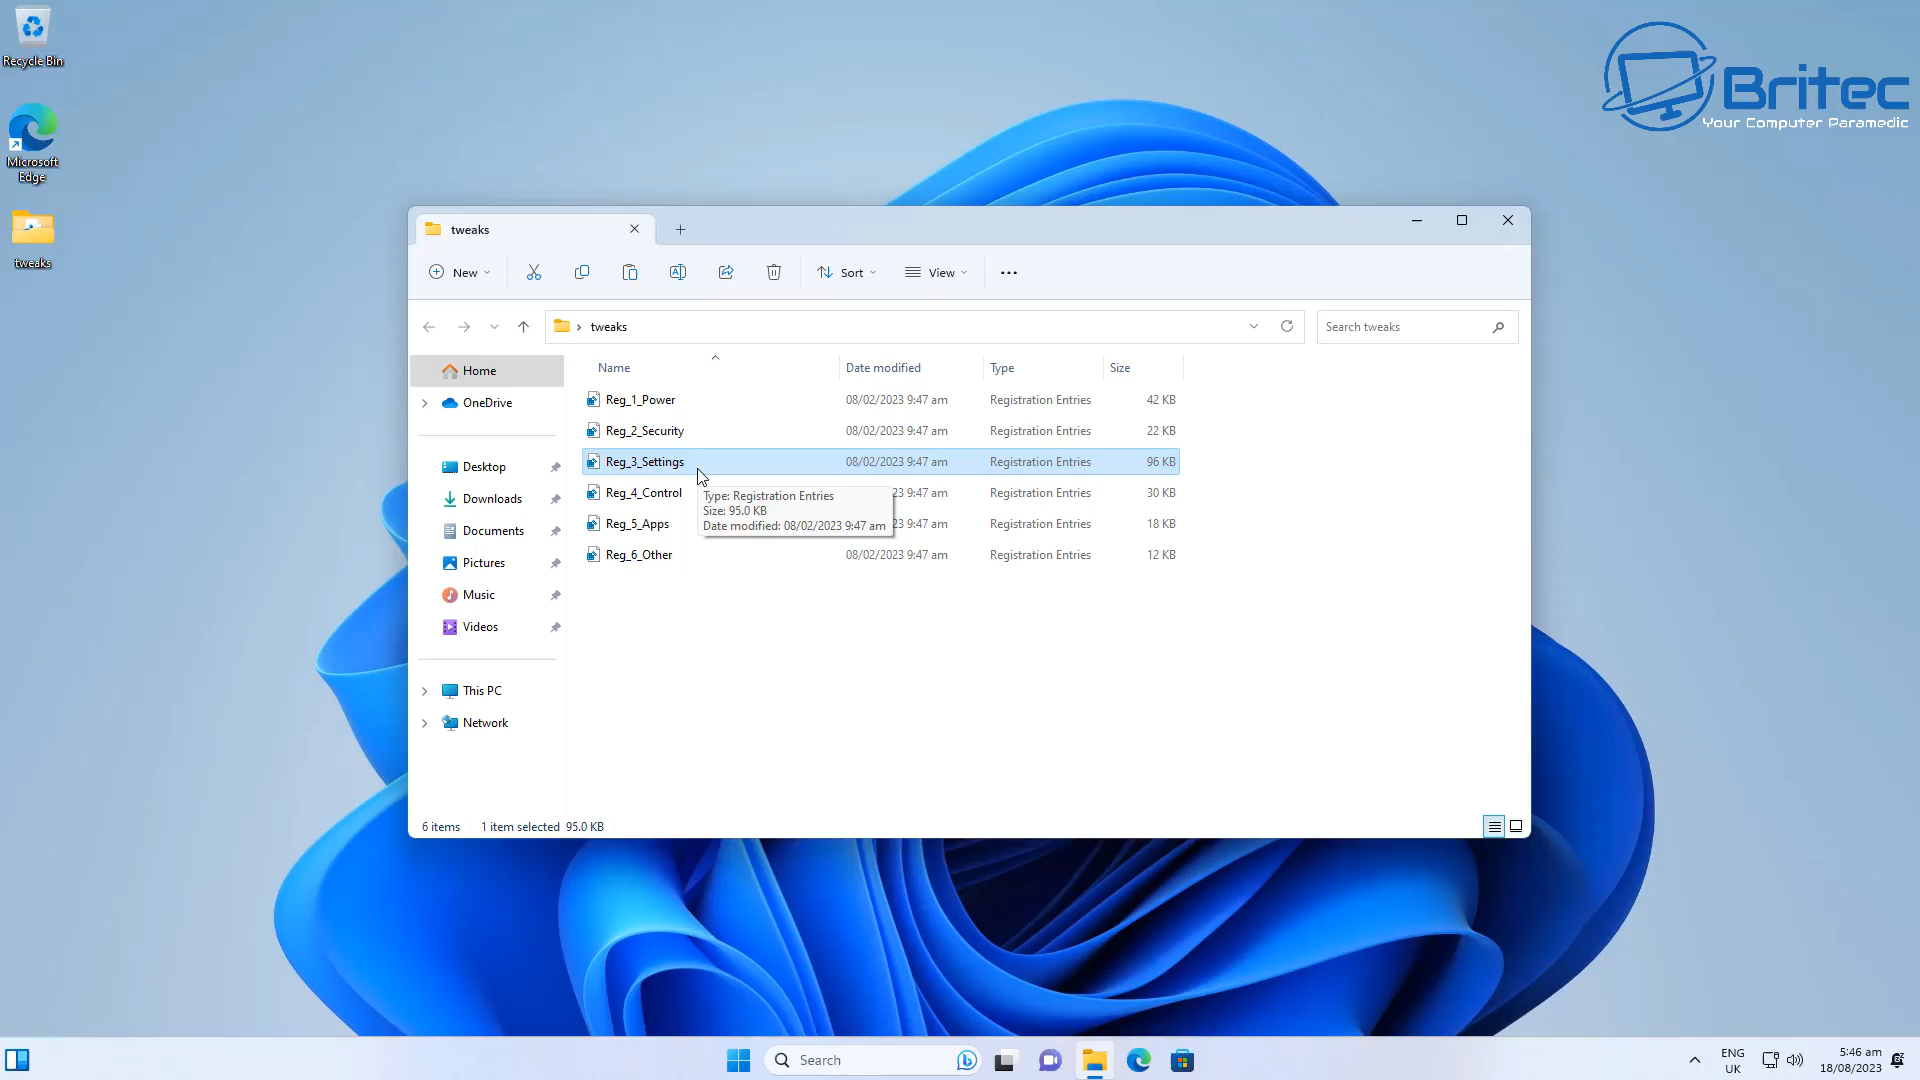 Recycle Bin
Microsoft
Edge
tweaks
Britec
Your Computer Paramedic
tweaks
New
Sort
View
tweaks
Search tweaks
Home
OneDrive
Desktop
Downloads
Documents
Pictures
Music
Videos
This PC
Network
Name Date modified Type Size
Reg_1_Power 08/02/2023 9:47 am Registration Entries 42 KB
Reg_2_Security 08/02/2023 9:47 am Registration Entries 22 KB
Reg_3_Settings 08/02/2023 9:47 am Registration Entries 96 KB
Reg_4_Control 23 9:47 am Registration Entries 30 KB
Reg_5_Apps 23 9:47 am Registration Entries 18 KB
Reg_6_Other 08/02/2023 9:47 am Registration Entries 12 KB
Type: Registration Entries
Size: 95.0 KB
Date modified: 08/02/2023 9:47 am
6 items 1 item selected 95.0 KB
Search
ENG
UK
5:46 am
18/08/2023